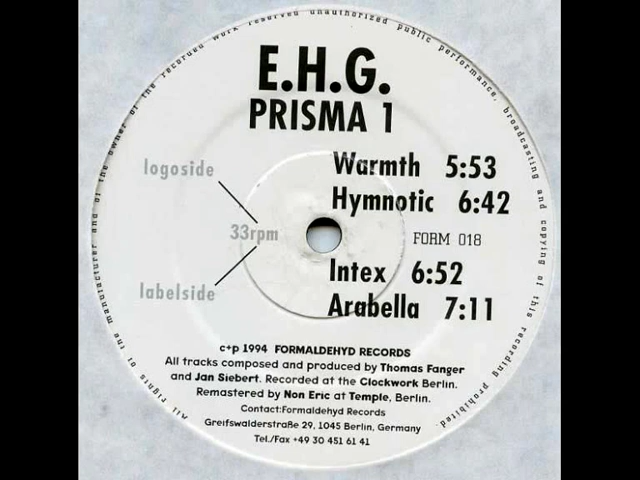 E.H.G.
PRISMA 1
logoside
Warmth 5:53
Hymnotic 6:42
33rpm
FORM 018
labelside
Intex 6:52
Arabella 7:11
c+p 1994 FORMALDEHYD RECORDS
All tracks composed and produced by Thomas Fanger
and Jan Siebert. Recorded at the Clockwork Berlin.
Remastered by Non Eric at Temple, Berlin.
Contact:Formaldehyd Records
Greifswalderstraße 29, 1045 Berlin, Germany
Tel./Fax +49 30 451 61 41
All rights of the manufacturer and of the owner of the recorded work reserved unauthorized public performance, broadcasting and copying of this recording prohibited.